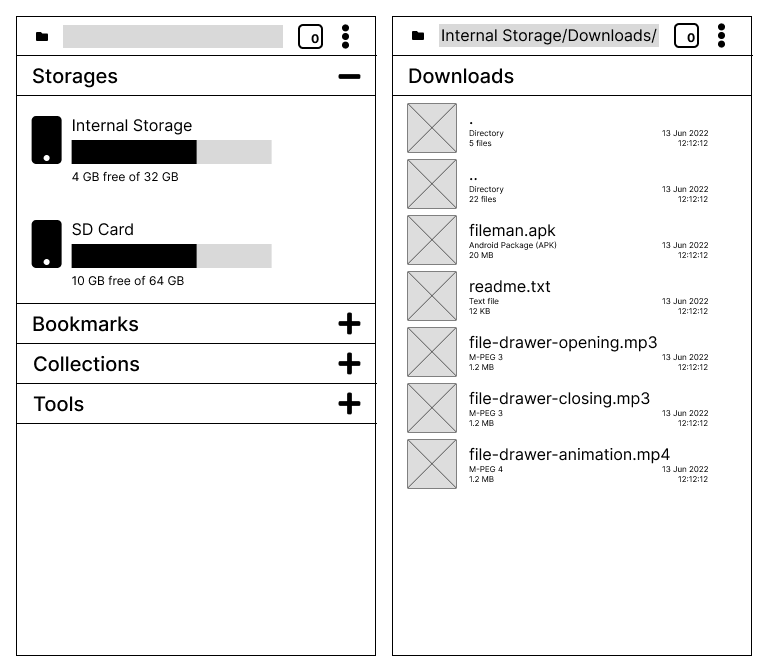 0
Storages
Internal Storage
4 GB free of 32 GB
SD Card
10 GB free of 64 GB
Bookmarks
Collections
Tools
Internal Storage/Downloads/
0
Downloads
.
Directory
13 Jun 2022
5 files
12:12:12
..
Directory
13 Jun 2022
22 files
12:12:12
fileman.apk
Android Package (APK)
13 Jun 2022
20 MB
12:12:12
readme.txt
Text file
13 Jun 2022
12 KB
12:12:12
file-drawer-opening.mp3
M-PEG 3
13 Jun 2022
1.2 MB
12:12:12
file-drawer-closing.mp3
M-PEG 3
13 Jun 2022
1.2 MB
12:12:12
file-drawer-animation.mp4
M-PEG 4
13 Jun 2022
1.2 MB
12:12:12